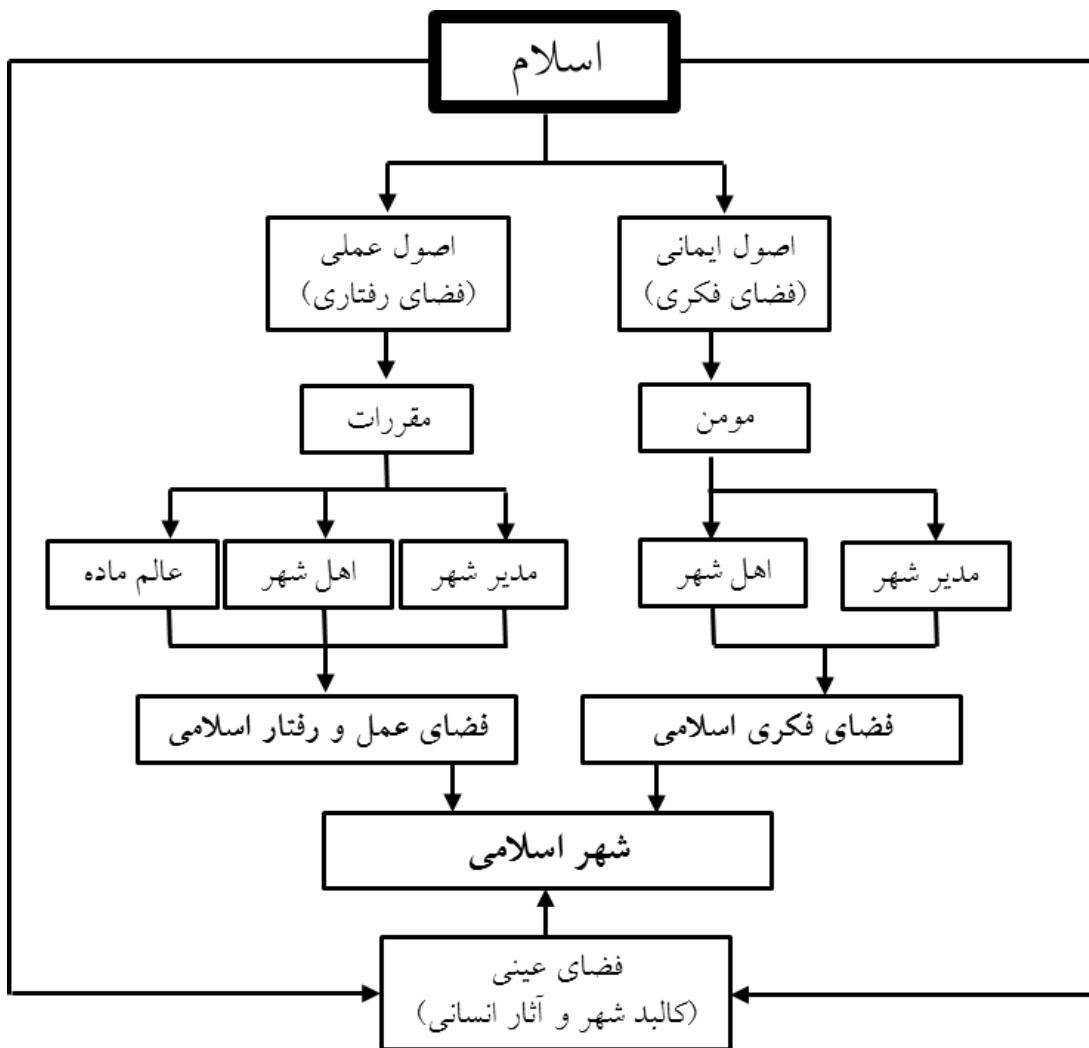 اسلام
اصول ایمانی
(فضای فکری)
اصول عملی
(فضای رفتاری)
مومن
مقررات
مدیر شهر
اهل شهر
مدیر شهر
اهل شهر
عالم ماده
فضای فکری اسلامی
فضای عمل و رفتار اسلامی
شهر اسلامی
فضای عینی
(کالبد شهر و آثار انسانی)